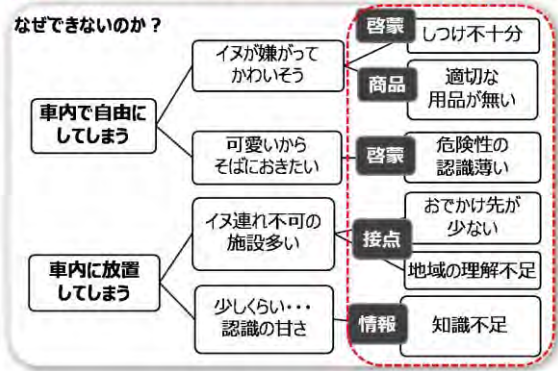 なぜできないのか？
啓蒙
しつけ不十分
イヌが嫌がって
かわいそう
商品
適切な
用品が無い
車内で自由に
してしまう
可愛いから
そばにおきたい
啓蒙
危険性の
認識薄い
イヌ連れ不可の
施設多い
接点
おでかけ先が
少ない
地域の理解不足
車内に放置
してしまう
少しくらい・・・
認識の甘さ
情報
知識不足